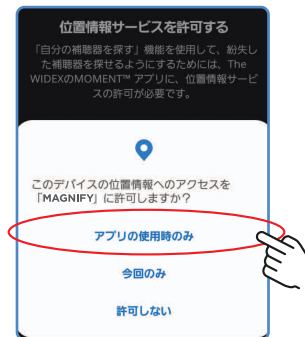 位置情報サービスを許可する
「自分の補聴器を探す」機能を使用して、紛失し
た補聴器を探せるようにするためには、The
WIDEXのMOMENT™ アプリに、位置情報サービ
スの許可が必要です。
このデバイスの位置情報へのアクセスを
「MAGNIFY」に許可しますか？
アプリの使用時のみ
今回のみ
許可しない